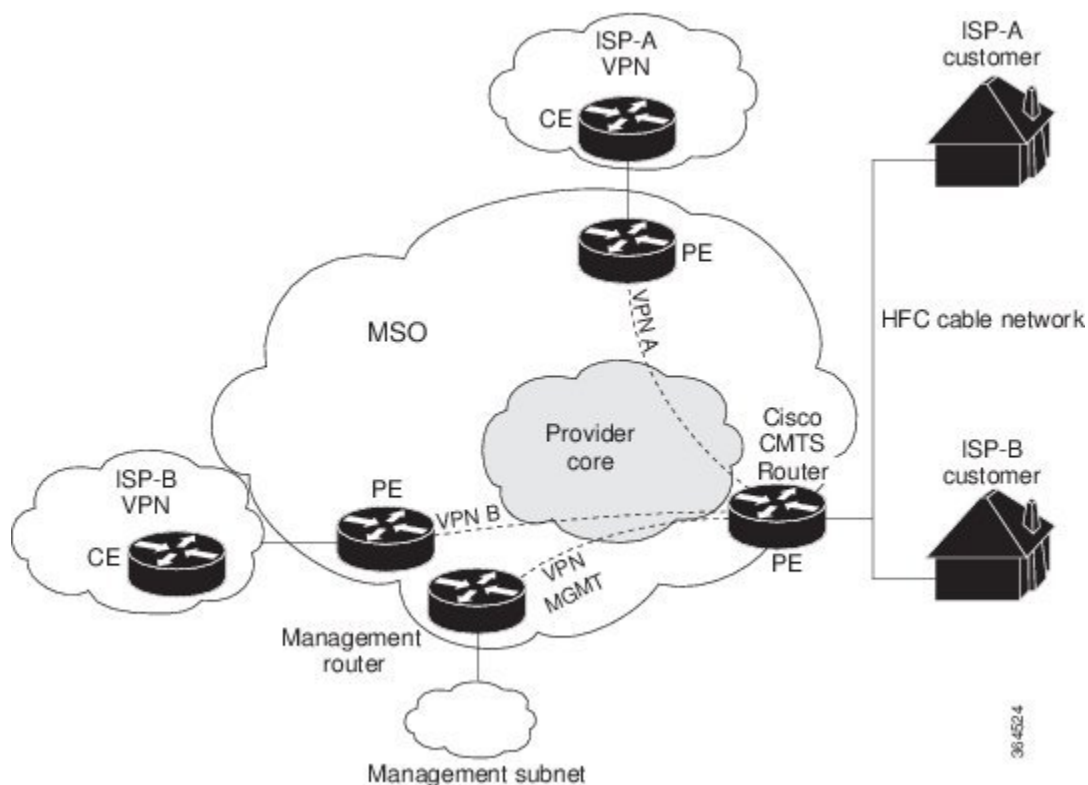 ISP-A
VPN
CE
ISP-A
customer
PE
VPN A
MSO
HFC cable network
Provider
core
Cisco
CMTS
Router
PE
ISP-B
customer
ISP-B
VPN
CE
PE
VPN B
VPN
MGMT
Management
router
Management subnet
364524